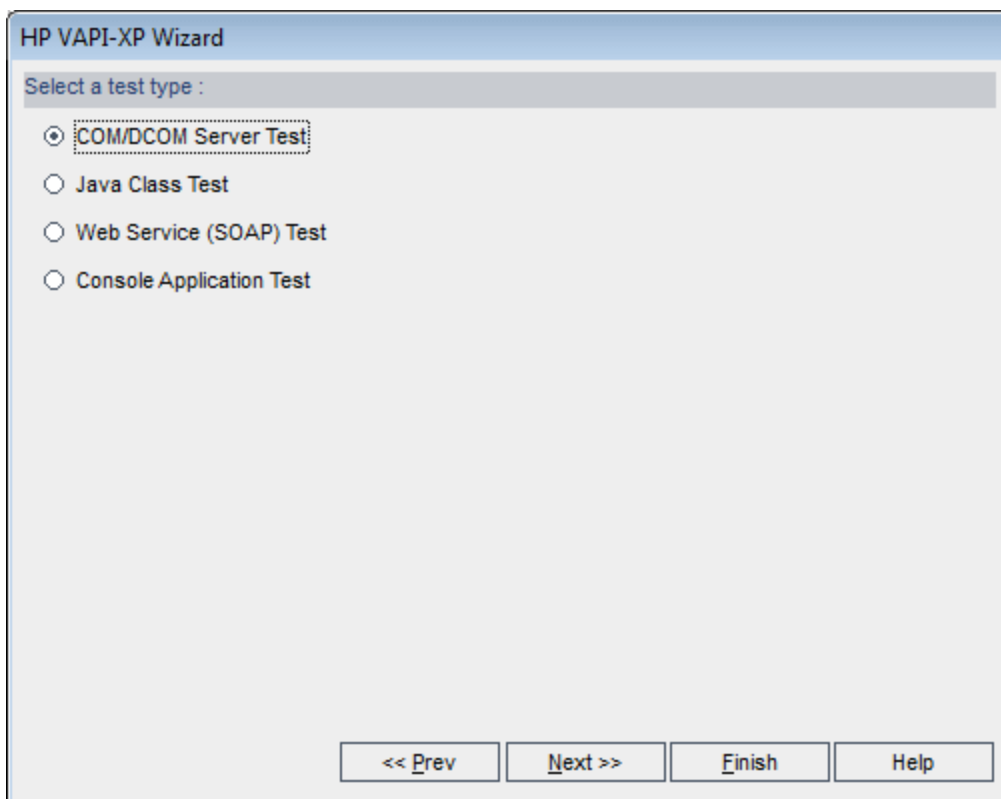 HP VAPI-XP Wizard
Select a test type :
COM/DCOM Server Test
Java Class Test
Web Service (SOAP) Test
Console Application Test
<< Prev Next >> Finish Help